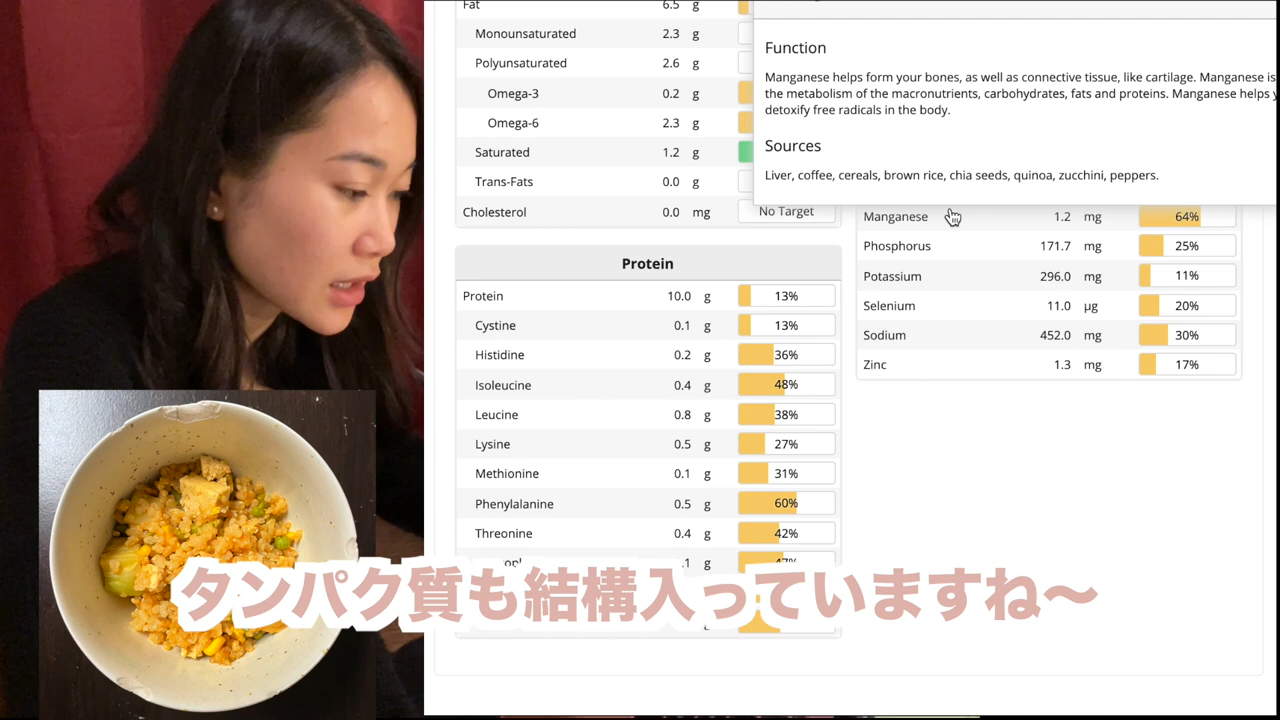 Fat 6.5 g
Monounsaturated 2.3 g
Polyunsaturated 2.6 g
Omega-3 0.2 g
Omega-6 2.3 g
Saturated 1.2 g
Trans-Fats 0.0 g
Cholesterol 0.0 mg No Target
Protein
Protein 10.0 g 13%
Cystine 0.1 g 13%
Histidine 0.2 g 36%
Isoleucine 0.4 g 48%
Leucine 0.8 g 38%
Lysine 0.5 g 27%
Methionine 0.1 g 31%
Phenylalanine 0.5 g 60%
Threonine 0.4 g 42%
Function
Manganese helps form your bones, as well as connective tissue, like cartilage. Manganese is
the metabolism of the macronutrients, carbohydrates, fats and proteins. Manganese helps
detoxify free radicals in the body.
Sources
Liver, coffee, cereals, brown rice, chia seeds, quinoa, zucchini, peppers.
Manganese 1.2 mg 64%
Phosphorus 171.7 mg 25%
Potassium 296.0 mg 11%
Selenium 11.0 µg 20%
Sodium 452.0 mg 30%
Zinc 1.3 mg 17%
タンパク質も結構入っていますね〜